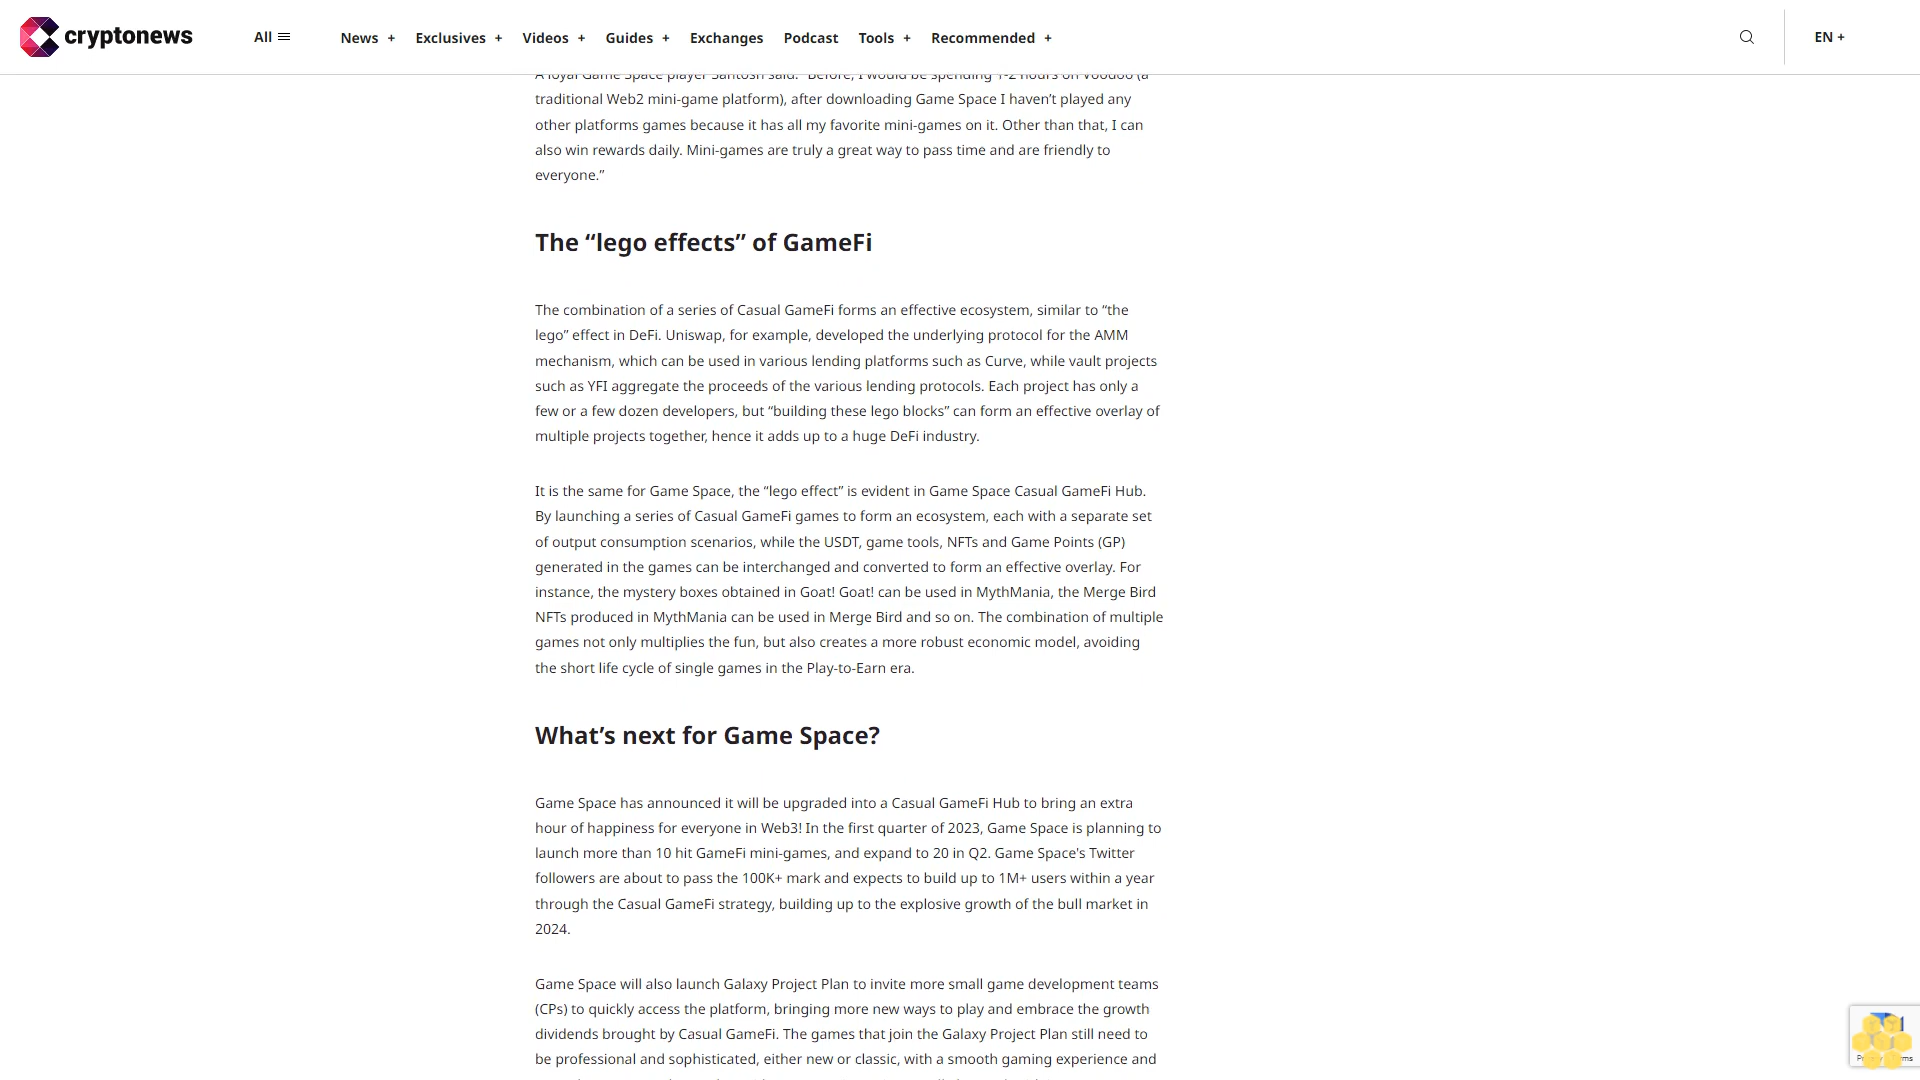 cryptonews
All
News +
Exclusives +
Videos +
Guides +
Exchanges
Podcast
Tools +
Recommended +
EN +
A loyal Game Space player Santosh said: “Before, I would be spending 1-2 hours on Voodoo (a
traditional Web2 mini-game platform), after downloading Game Space I haven’t played any
other platforms games because it has all my favorite mini-games on it. Other than that, I can
also win rewards daily. Mini-games are truly a great way to pass time and are friendly to
everyone.”
The “lego effects” of GameFi
The combination of a series of Casual GameFi forms an effective ecosystem, similar to “the
lego” effect in DeFi. Uniswap, for example, developed the underlying protocol for the AMM
mechanism, which can be used in various lending platforms such as Curve, while vault projects
such as YFI aggregate the proceeds of the various lending protocols. Each project has only a
few or a few dozen developers, but “building these lego blocks” can form an effective overlay of
multiple projects together, hence it adds up to a huge DeFi industry.
It is the same for Game Space, the “lego effect” is evident in Game Space Casual GameFi Hub.
By launching a series of Casual GameFi games to form an ecosystem, each with a separate set
of output consumption scenarios, while the USDT, game tools, NFTs and Game Points (GP)
generated in the games can be interchanged and converted to form an effective overlay. For
instance, the mystery boxes obtained in Goat! Goat! can be used in MythMania, the Merge Bird
NFTs produced in MythMania can be used in Merge Bird and so on. The combination of multiple
games not only multiplies the fun, but also creates a more robust economic model, avoiding
the short life cycle of single games in the Play-to-Earn era.
What’s next for Game Space?
Game Space has announced it will be upgraded into a Casual GameFi Hub to bring an extra
hour of happiness for everyone in Web3! In the first quarter of 2023, Game Space is planning to
launch more than 10 hit GameFi mini-games, and expand to 20 in Q2. Game Space's Twitter
followers are about to pass the 100K+ mark and expects to build up to 1M+ users within a year
through the Casual GameFi strategy, building up to the explosive growth of the bull market in
2024.
Game Space will also launch Galaxy Project Plan to invite more small game development teams
(CPs) to quickly access the platform, bringing more new ways to play and embrace the growth
dividends brought by Casual GameFi. The games that join the Galaxy Project Plan still need to
be professional and sophisticated, either new or classic, with a smooth gaming experience and